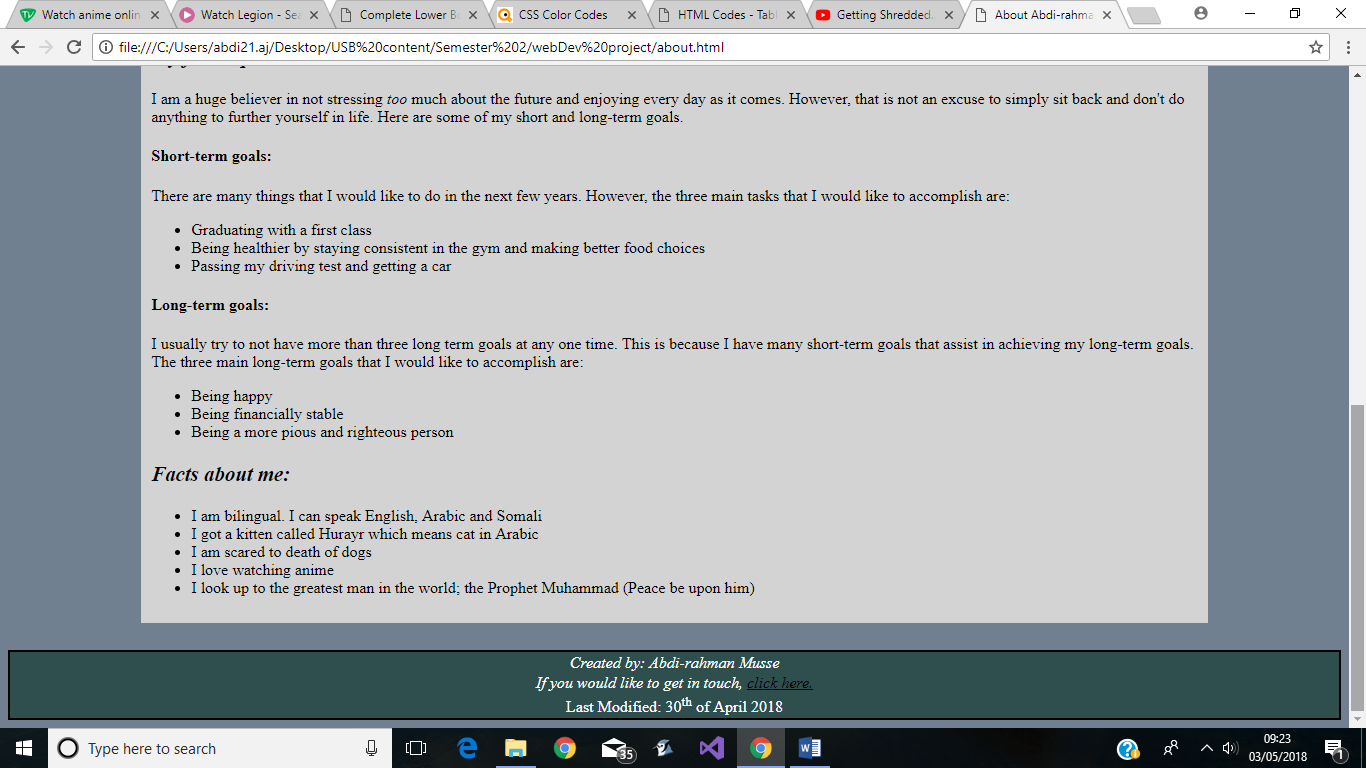 Watch anime onlin
Watch Legion - Sea
Complete Lower Bo
CSS Color Codes
HTML Codes - Tabl
Getting Shredded.
About Abdi-rahma
file:///C:/Users/abdi21.aj/Desktop/USB%20content/Semester%202/webDev%20project/about.html
I am a huge believer in not stressing too much about the future and enjoying every day as it comes. However, that is not an excuse to simply sit back and don't do
anything to further yourself in life. Here are some of my short and long-term goals.
Short-term goals:
There are many things that I would like to do in the next few years. However, the three main tasks that I would like to accomplish are:
• Graduating with a first class
• Being healthier by staying consistent in the gym and making better food choices
• Passing my driving test and getting a car
Long-term goals:
I usually try to not have more than three long term goals at any one time. This is because I have many short-term goals that assist in achieving my long-term goals.
The three main long-term goals that I would like to accomplish are:
• Being happy
• Being financially stable
• Being a more pious and righteous person
Facts about me:
• I am bilingual. I can speak English, Arabic and Somali
• I got a kitten called Hurayr which means cat in Arabic
• I am scared to death of dogs
• I love watching anime
• I look up to the greatest man in the world; the Prophet Muhammad (Peace be upon him)
Created by: Abdi-rahman Musse
If you would like to get in touch, click here.
Last Modified: 30th of April 2018
Type here to search
35
09:23
03/05/2018
1